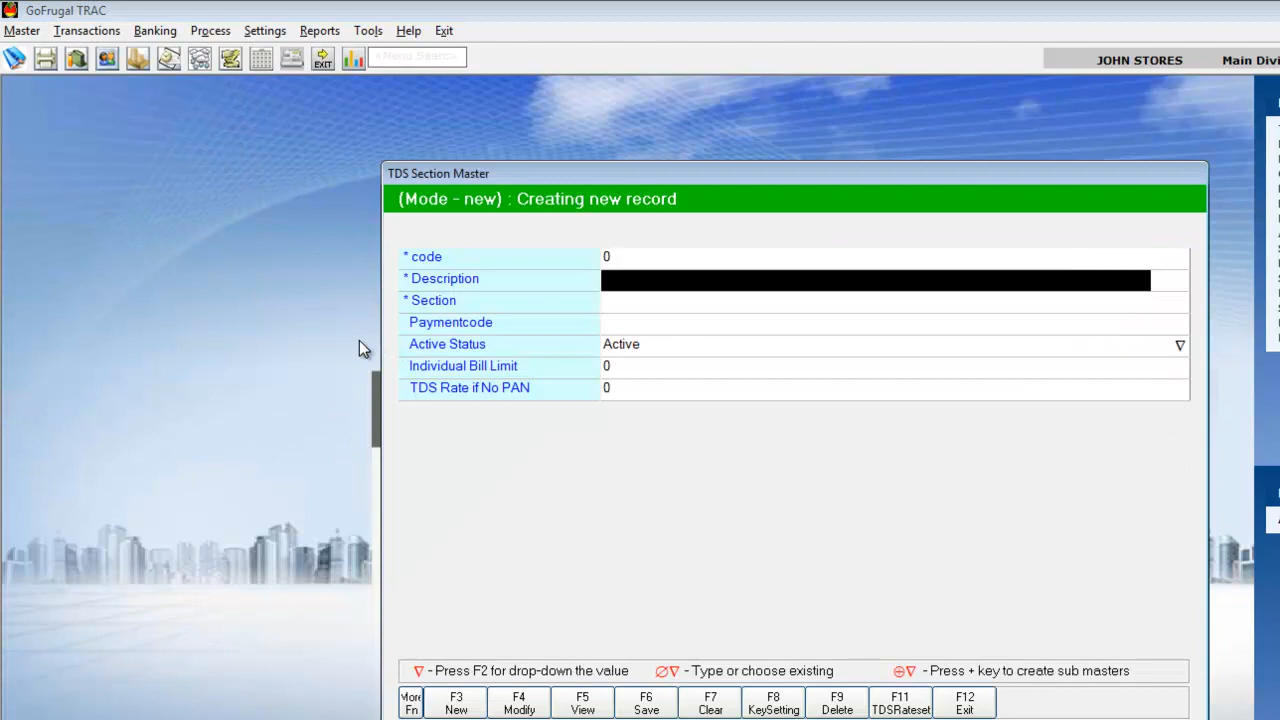 GoFrugal TRAC
Master Transactions Banking Process Settings Reports Tools Help Exit
EXIT <Menu Search>
JOHN STORES Main Divi
TDS Section Master
(Mode - new) : Creating new record
* code 0
* Description
* Section
Paymentcode
Active Status Active
Individual Bill Limit 0
TDS Rate if No PAN 0
- Press F2 for drop-down the value - Type or choose existing - Press + key to create sub masters
More Fn F3 New F4 Modify F5 View F6 Save F7 Clear F8 KeySetting F9 Delete F11 TDSRateset F12 Exit